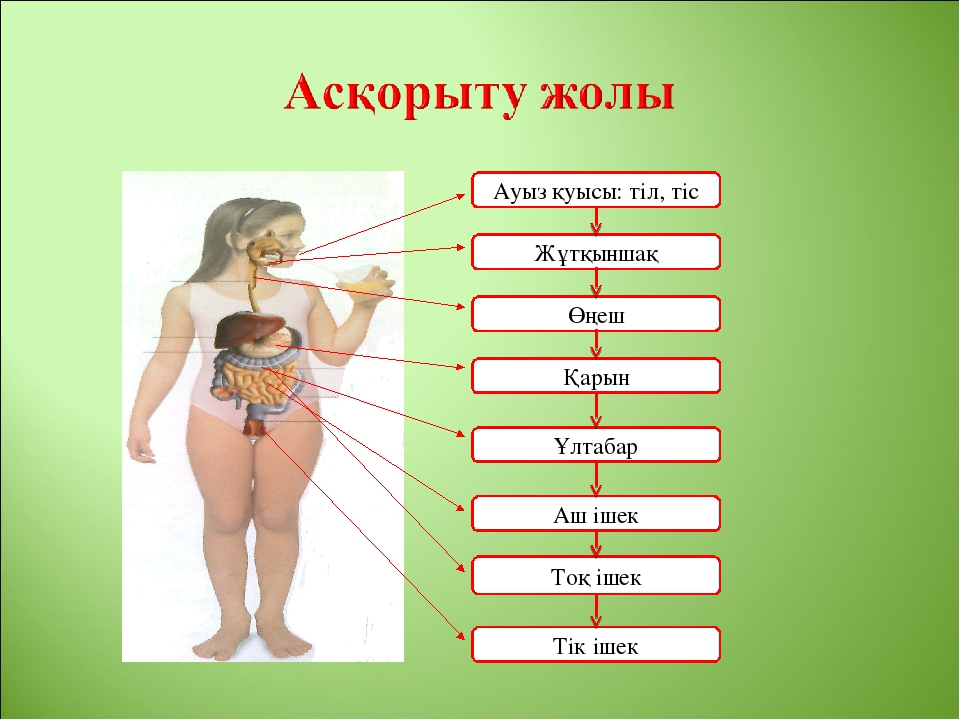 Асқорыту жолы
Ауыз қуысы: тіл, тіс
Жұтқыншақ
Өңеш
Қарын
Ұлтабар
Аш ішек
Тоқ ішек
Тік ішек